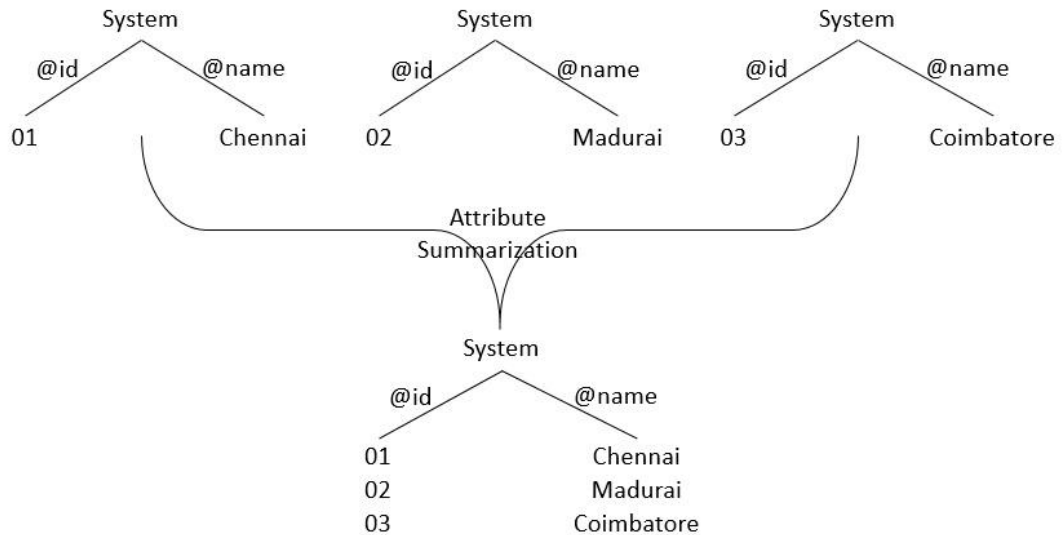 System System System
@id @name @id @name @id @name
01 Chennai 02 Madurai 03 Coimbatore
Attribute
Summarization
System
@id @name
01 Chennai
02 Madurai
03 Coimbatore